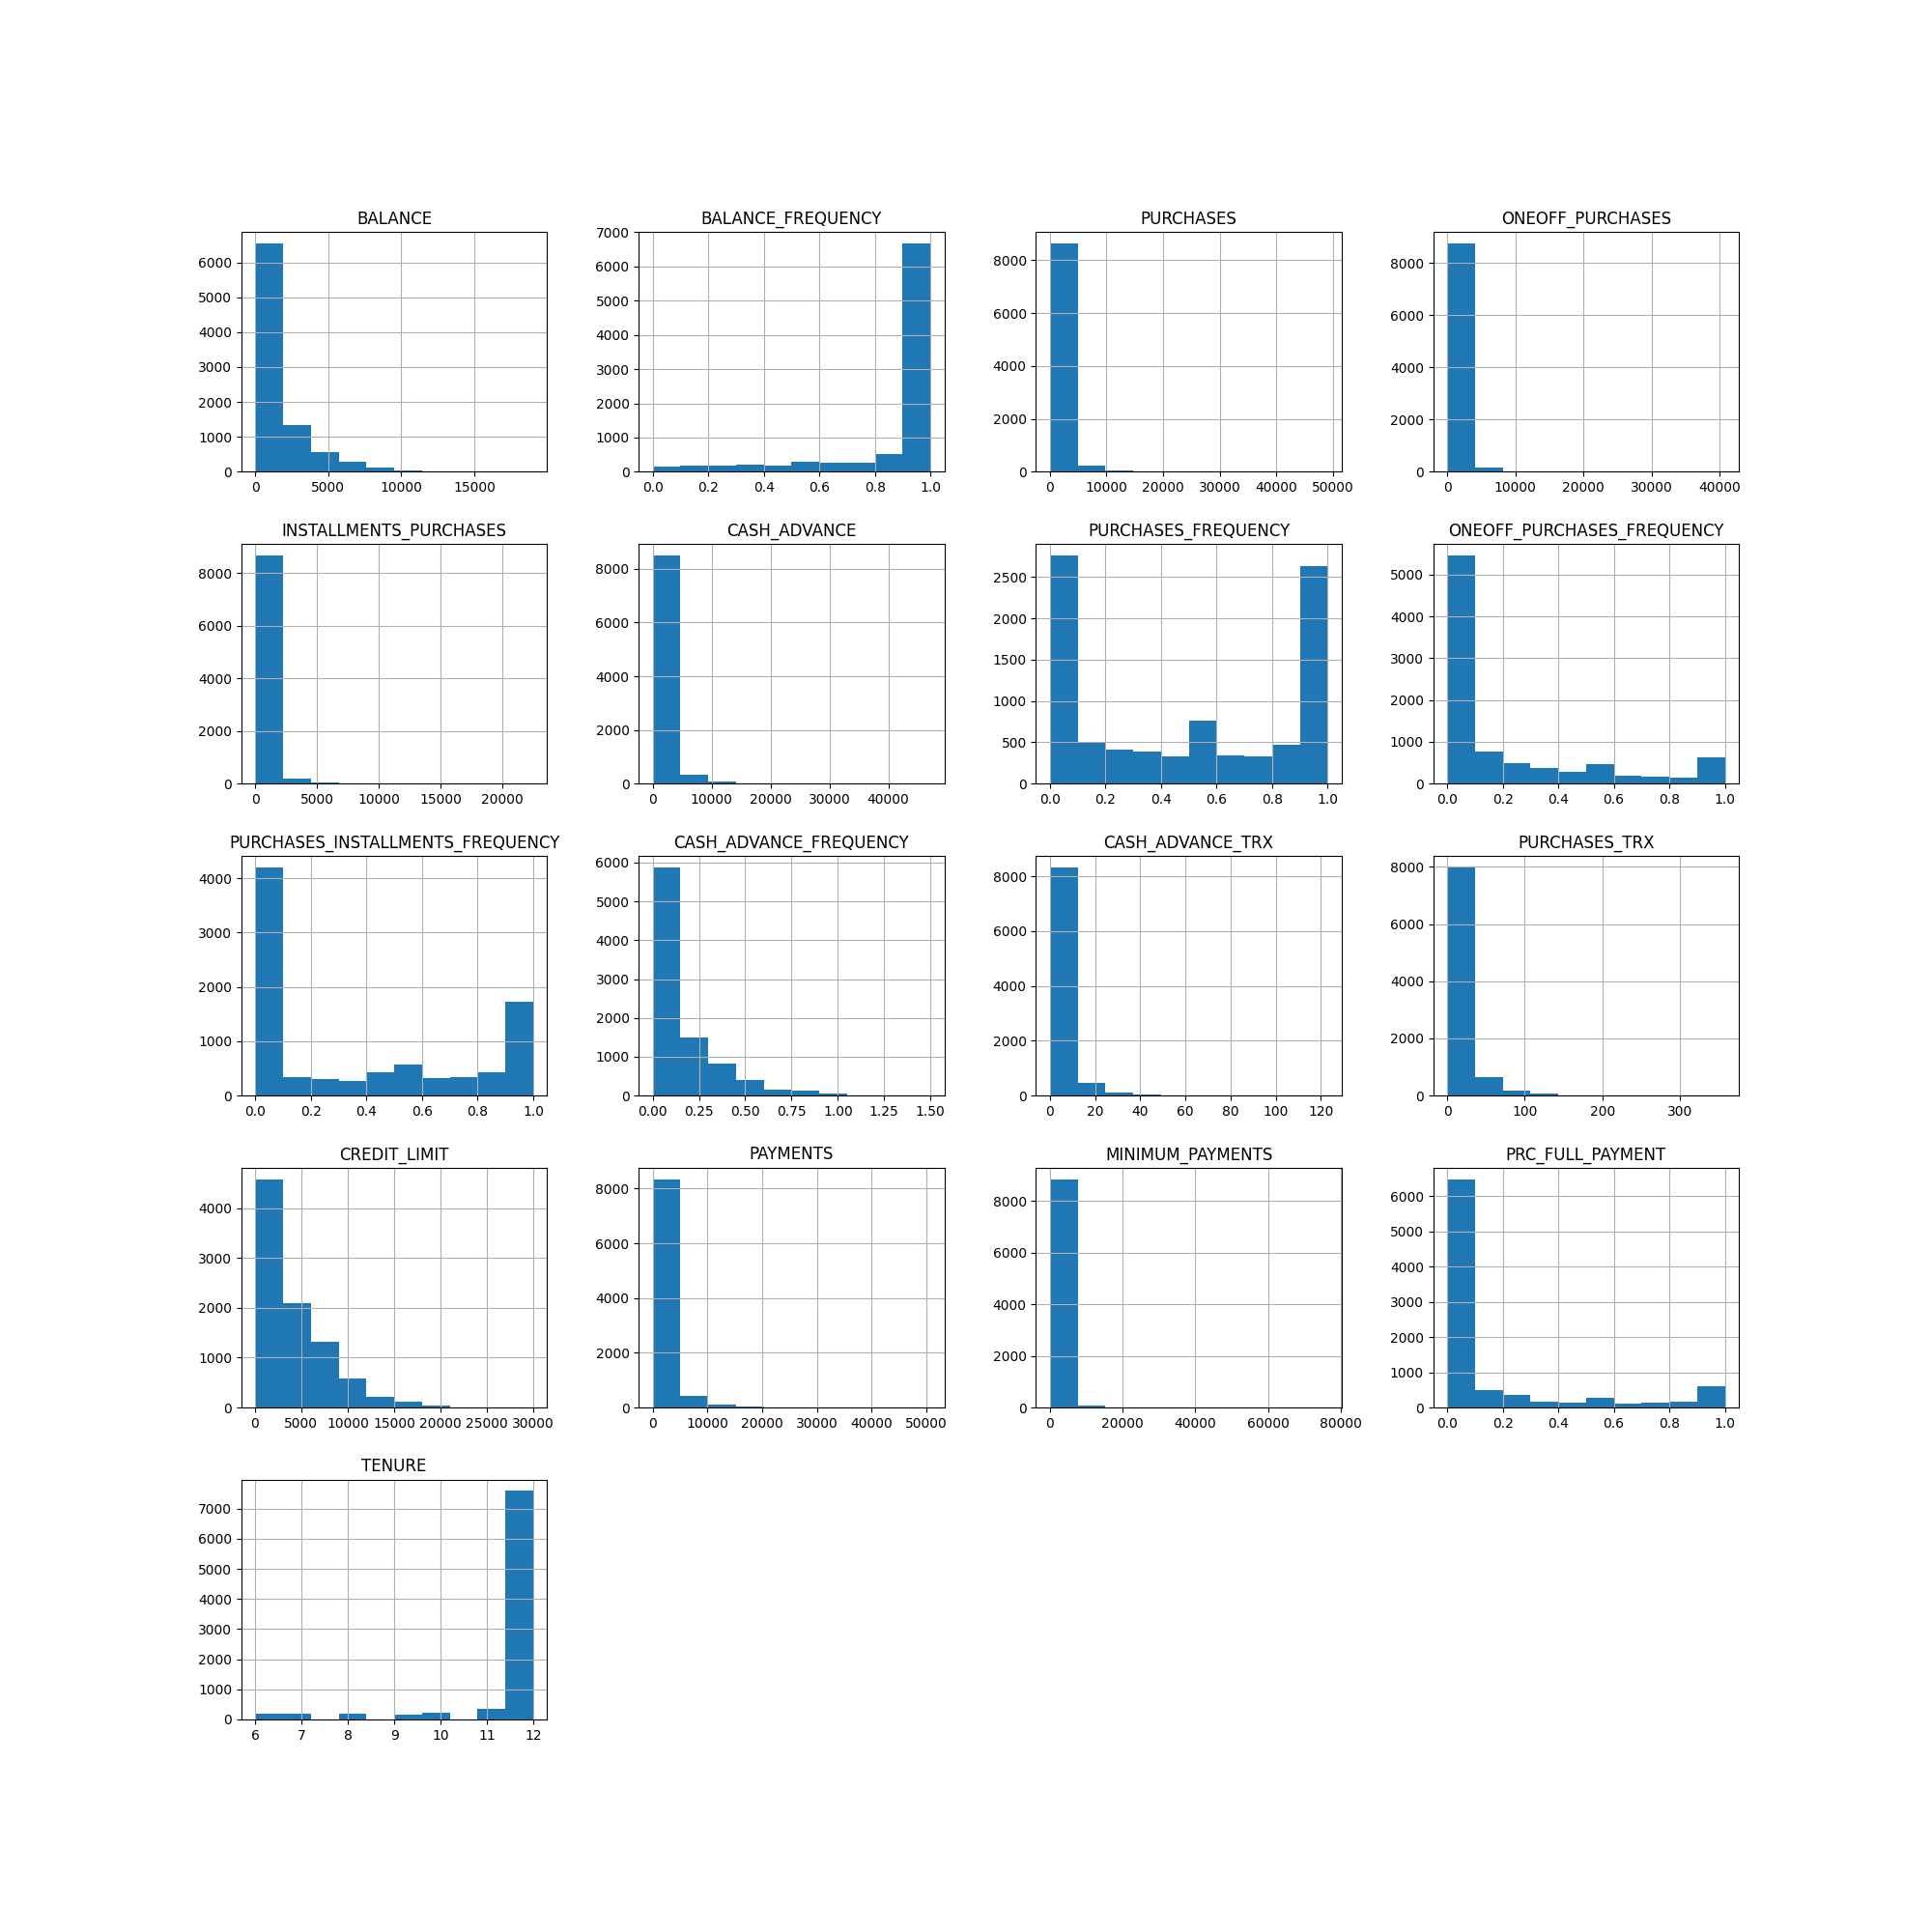 BALANCE
6000
5000
4000
3000
2000
1000
0
0 5000 10000 15000
BALANCE_FREQUENCY
7000
6000
5000
4000
3000
2000
1000
0
0.0 0.2 0.4 0.6 0.8 1.0
PURCHASES
8000
6000
4000
2000
0
0 10000 20000 30000 40000 50000
ONEOFF_PURCHASES
8000
6000
4000
2000
0
0 10000 20000 30000 40000
INSTALLMENTS_PURCHASES
8000
6000
4000
2000
0
0 5000 10000 15000 20000
CASH_ADVANCE
8000
6000
4000
2000
0
0 10000 20000 30000 40000
PURCHASES_FREQUENCY
2500
2000
1500
1000
500
0
0.0 0.2 0.4 0.6 0.8 1.0
ONEOFF_PURCHASES_FREQUENCY
5000
4000
3000
2000
1000
0
0.0 0.2 0.4 0.6 0.8 1.0
PURCHASES_INSTALLMENTS_FREQUENCY
4000
3000
2000
1000
0
0.0 0.2 0.4 0.6 0.8 1.0
CASH_ADVANCE_FREQUENCY
6000
5000
4000
3000
2000
1000
0
0.00 0.25 0.50 0.75 1.00 1.25 1.50
CASH_ADVANCE_TRX
8000
6000
4000
2000
0
0 20 40 60 80 100 120
PURCHASES_TRX
8000
6000
4000
2000
0
0 100 200 300
CREDIT_LIMIT
4000
3000
2000
1000
0
0 5000 10000 15000 20000 25000 30000
PAYMENTS
8000
6000
4000
2000
0
0 10000 20000 30000 40000 50000
MINIMUM_PAYMENTS
8000
6000
4000
2000
0
0 20000 40000 60000 80000
PRC_FULL_PAYMENT
6000
5000
4000
3000
2000
1000
0
0.0 0.2 0.4 0.6 0.8 1.0
TENURE
7000
6000
5000
4000
3000
2000
1000
0
6 7 8 9 10 11 12